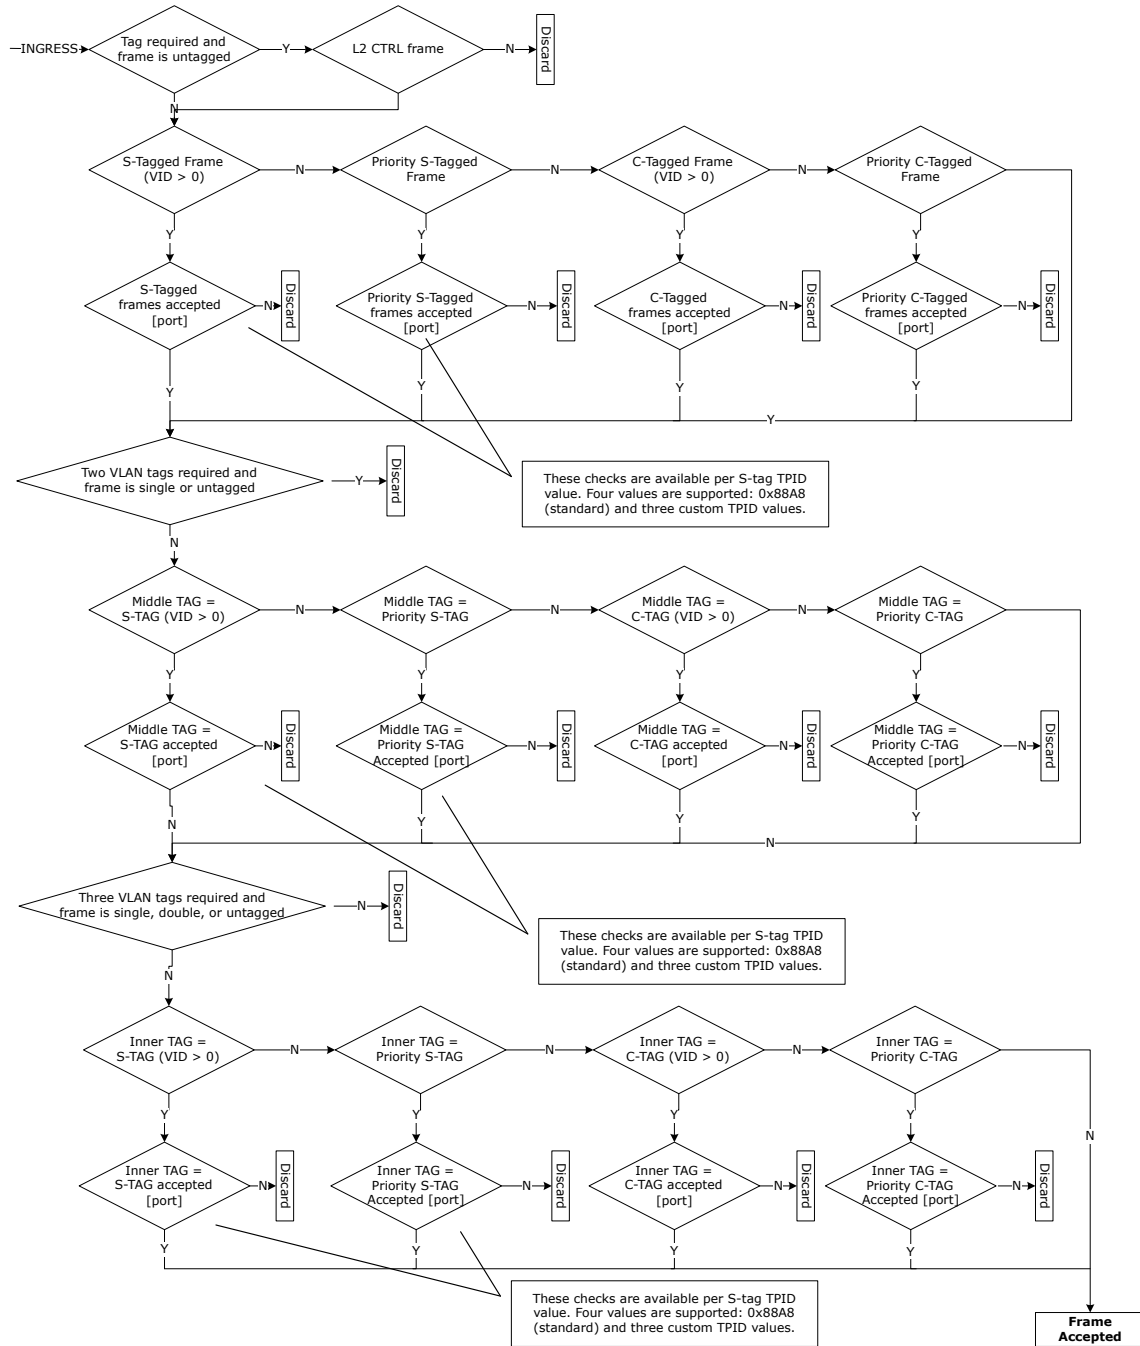 INGRESS
Tag required and
frame is untagged
Y
L2 CTRL frame
N
Discard
N
S-Tagged Frame
(VID > 0)
N
Priority S-Tagged
Frame
N
C-Tagged Frame
(VID > 0)
N
Priority C-Tagged
Frame
Y
Y
Y
Y
S-Tagged
frames accepted
[port]
N
Discard
Priority S-Tagged
frames accepted
[port]
N
Discard
C-Tagged
frames accepted
[port]
N
Discard
Priority C-Tagged
frames accepted
[port]
N
Discard
Y
Y
Y
Y
Y
Two VLAN tags required and
frame is single or untagged
Y
Discard
These checks are available per S-tag TPID
value. Four values are supported: 0x88A8
(standard) and three custom TPID values.
N
Middle TAG =
S-TAG (VID > 0)
N
Middle TAG =
Priority S-TAG
N
Middle TAG =
C-TAG (VID > 0)
N
Middle TAG =
Priority C-TAG
Y
Y
Y
Y
Middle TAG =
S-TAG accepted
[port]
N
Discard
Middle TAG =
Priority S-TAG
Accepted [port]
N
Discard
Middle TAG =
C-TAG accepted
[port]
N
Discard
Middle TAG =
Priority C-TAG
Accepted [port]
N
Discard
N
Y
Y
Y
N
Three VLAN tags required and
frame is single, double, or untagged
N
Discard
These checks are available per S-tag TPID
value. Four values are supported: 0x88A8
(standard) and three custom TPID values.
N
Inner TAG =
S-TAG (VID > 0)
N
Inner TAG =
Priority S-TAG
N
Inner TAG =
C-TAG (VID > 0)
N
Inner TAG =
Priority C-TAG
Y
Y
Y
Y
N
Inner TAG =
S-TAG accepted
[port]
N
Discard
Inner TAG =
Priority S-TAG
Accepted [port]
N
Discard
Inner TAG =
C-TAG accepted
[port]
N
Discard
Inner TAG =
Priority C-TAG
Accepted [port]
N
Discard
Y
Y
Y
Y
These checks are available per S-tag TPID
value. Four values are supported: 0x88A8
(standard) and three custom TPID values.
Frame
Accepted